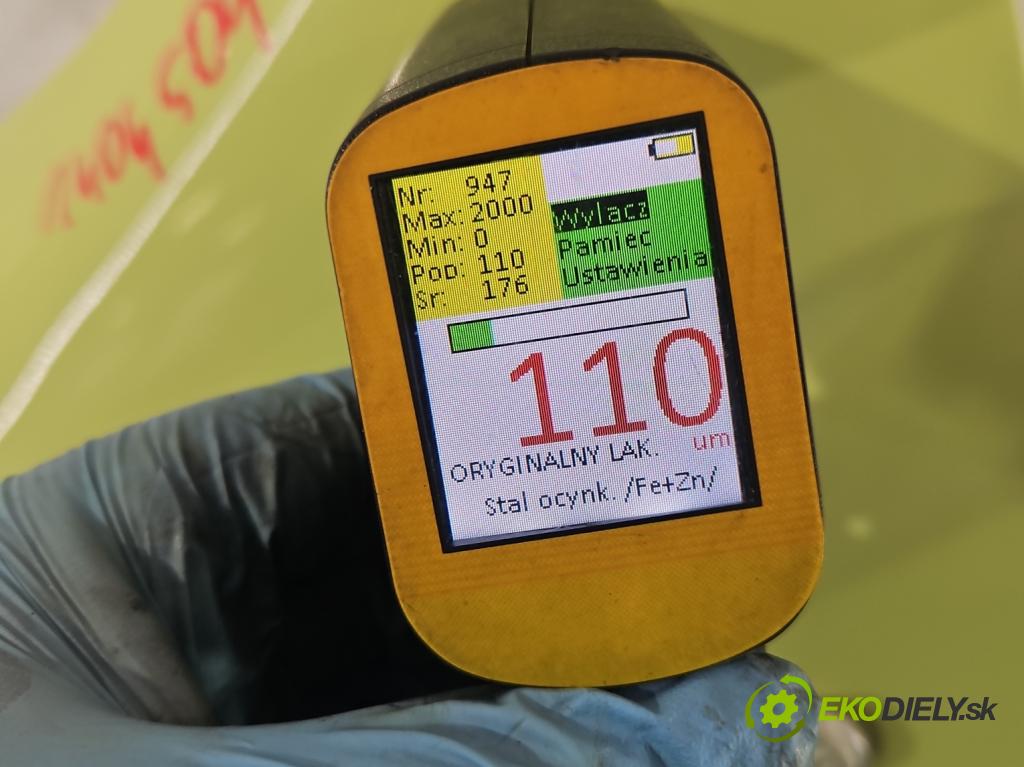 Nr: 947
Max: 2000
Min: 0
Pop: 110
Sr: 176
Wylacz
Pamiec
Ustawienia
110
um
ORYGINALNY LAK.
Stal ocynk. /Fe+Zn/
EKODIELY.sk